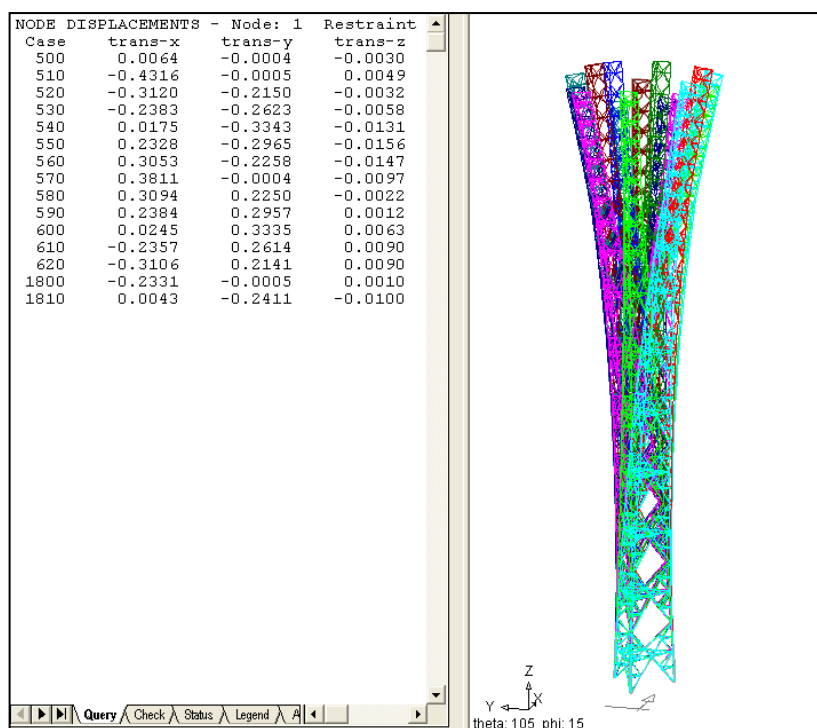 NODE DISPLACEMENTS - Node: 1 Restraint
Case trans-x trans-y trans-z
500 0.0064 -0.0004 -0.0030
510 -0.4316 -0.0005 0.0049
520 -0.3120 -0.2150 -0.0032
530 -0.2383 -0.2623 -0.0058
540 0.0175 -0.3343 -0.0131
550 0.2328 -0.2965 -0.0156
560 0.3053 -0.2258 -0.0147
570 0.3811 -0.0004 -0.0097
580 0.3094 0.2250 -0.0022
590 0.2384 0.2957 0.0012
600 0.0245 0.3335 0.0063
610 -0.2357 0.2614 0.0090
620 -0.3106 0.2141 0.0090
1800 -0.2331 -0.0005 0.0010
1810 0.0043 -0.2411 -0.0100
Query Check Status Legend A
Z
Y X
theta: 105 phi: 15